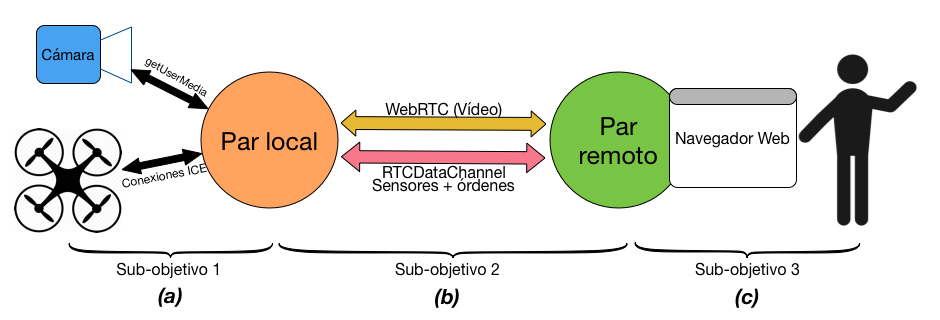 Cámara
getUserMedia
Conexiones ICE
Par local
WebRTC (Vídeo)
RTCDataChannel
Sensores + órdenes
Par
remoto
Navegador Web
Sub-objetivo 1
Sub-objetivo 2
Sub-objetivo 3
(a)
(b)
(c)